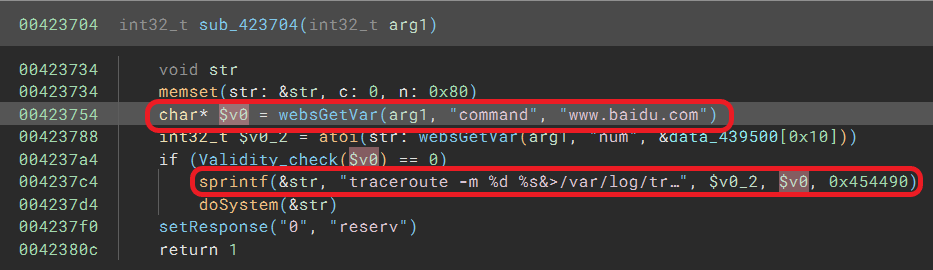 00423704 int32_t sub_423704(int32_t arg1)
00423734 void str
00423734 memset(str: &str, c: 0, n: 0x80)
00423754 char* $v0 = websGetVar(arg1, "command", "www.baidu.com")
00423788 int32_t $v0_2 = atoi(str: websGetVar(arg1, "num", &data_439500[0x10]))
004237a4 if (Validity_check($v0) == 0)
004237c4 sprintf(&str, "traceroute -m %d %s&>/var/log/tr…", $v0_2, $v0, 0x454490)
004237d4 doSystem(&str)
004237f0 setResponse("0", "reserv")
0042380c return 1